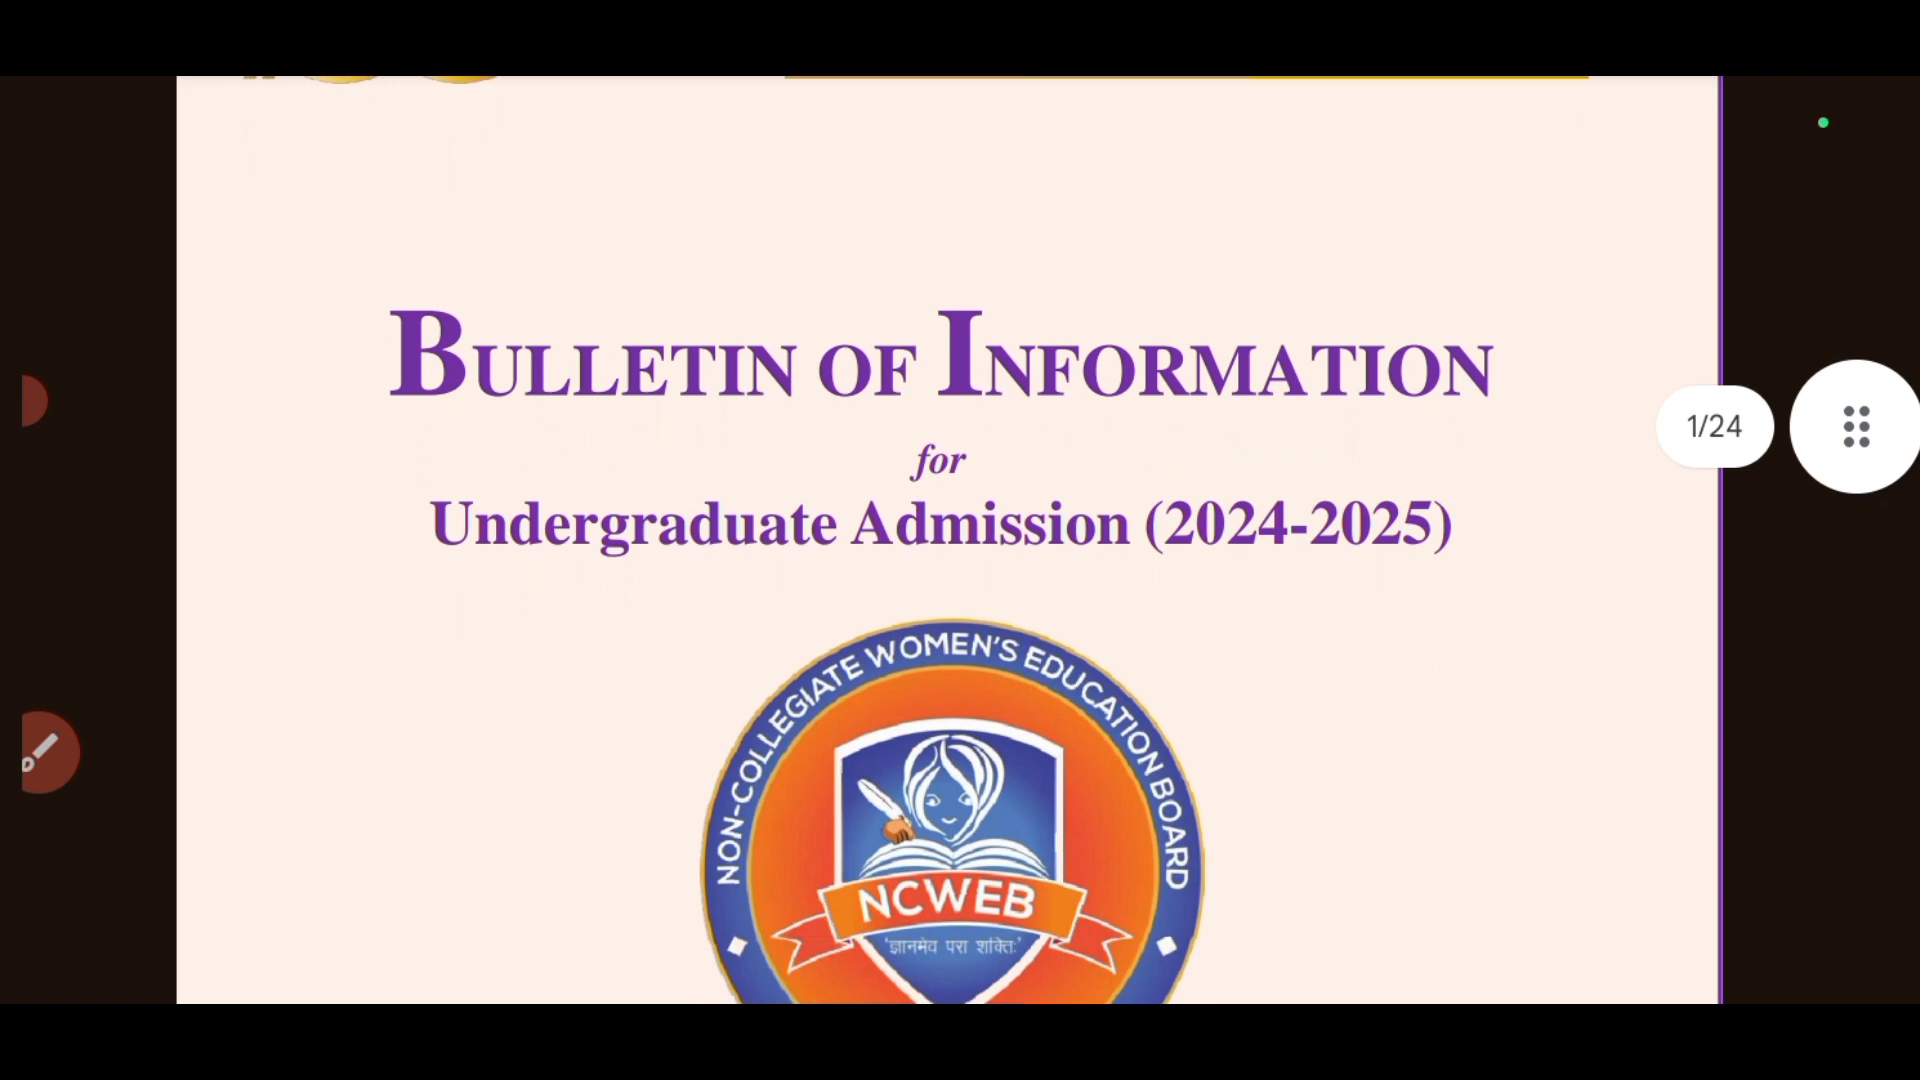 BULLETIN OF INFORMATION
for
Undergraduate Admission (2024-2025)
1/24
NON-COLLEGIATE WOMEN'S EDUCATION BOARD
NCWEB
'ज्ञानमेव परा शक्तिः'